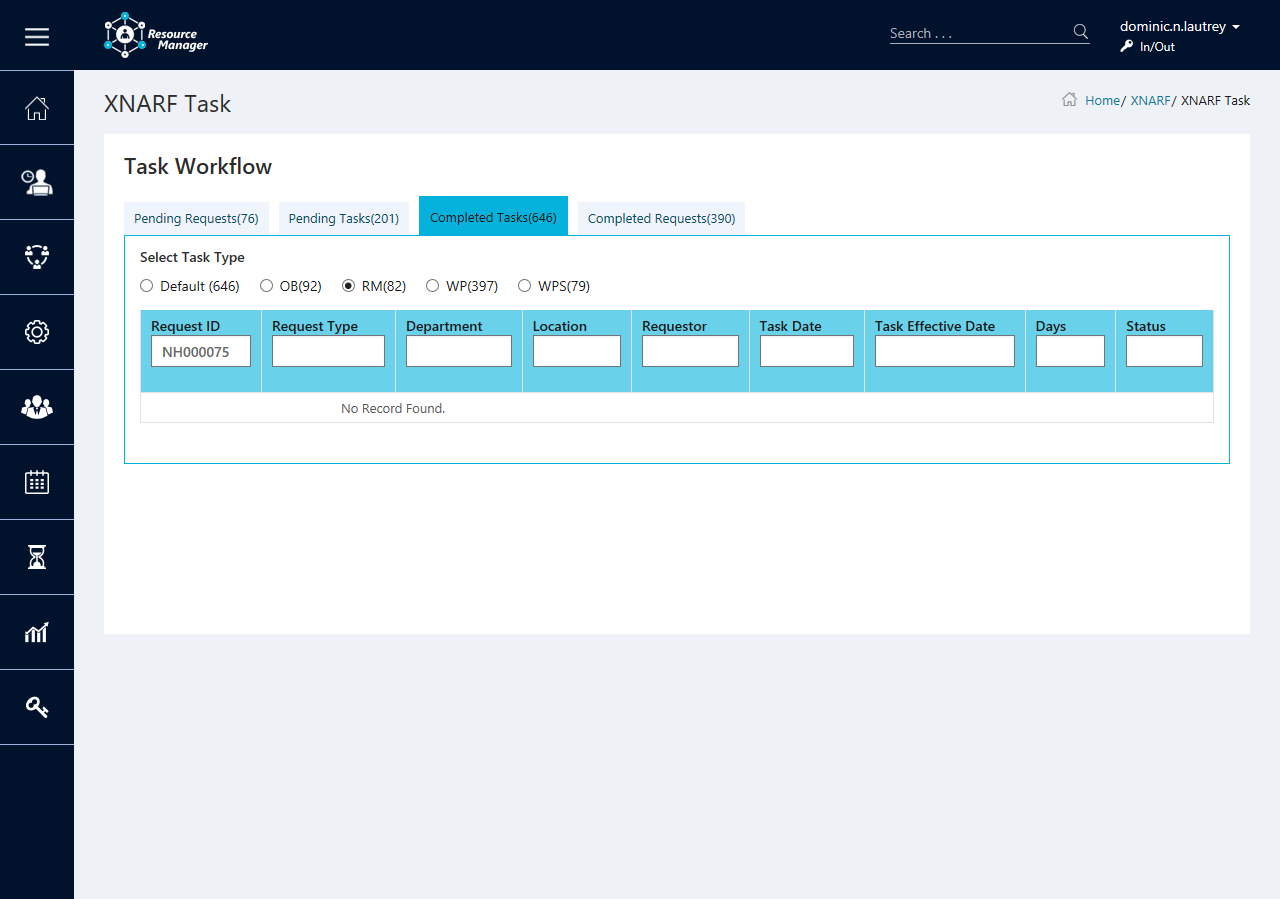 Resource
Manager
Search . . .
dominic.n.lautrey
In/Out
XNARF Task
Home/ XNARF/ XNARF Task
Task Workflow
Pending Requests(76) Pending Tasks(201) Completed Tasks(646) Completed Requests(390)
Select Task Type
Default (646) OB(92) RM(82) WP(397) WPS(79)
Request ID Request Type Department Location Requestor Task Date Task Effective Date Days Status
NH000075
No Record Found.